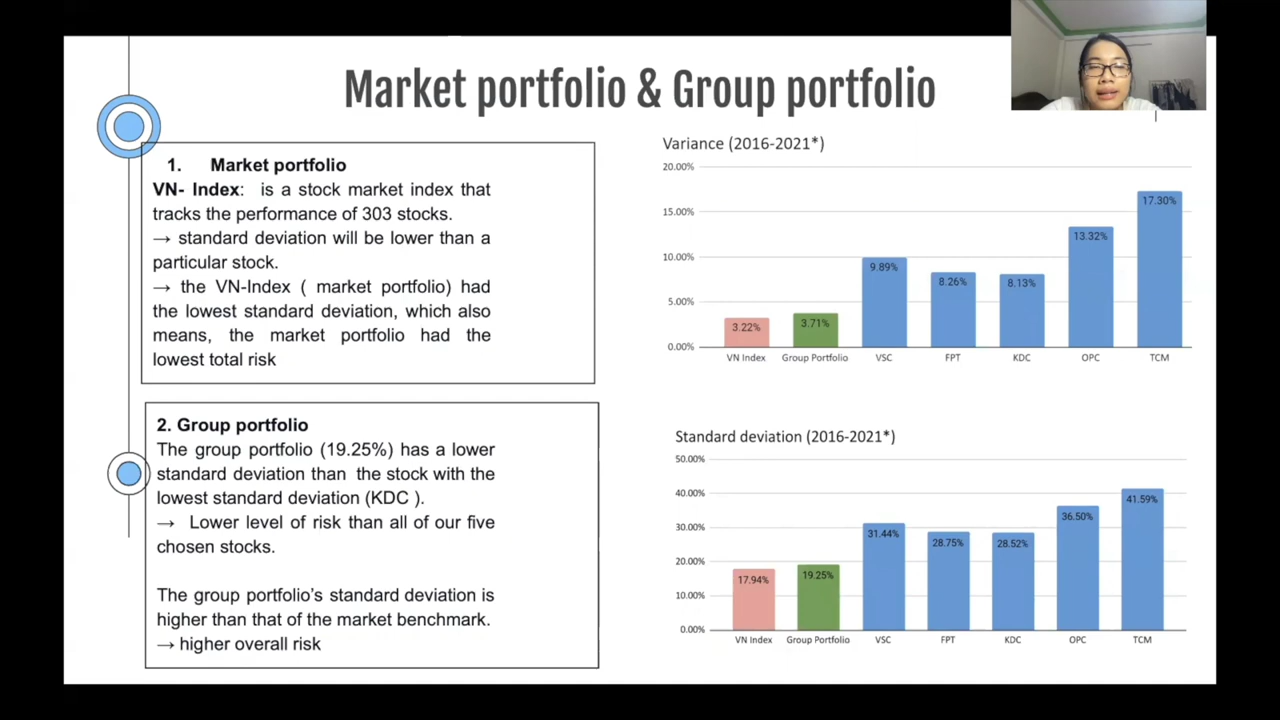 Market portfolio & Group portfolio
1. Market portfolio
VN- Index: is a stock market index that
tracks the performance of 303 stocks.
→ standard deviation will be lower than a
particular stock.
→ the VN-Index ( market portfolio) had
the lowest standard deviation, which also
means, the market portfolio had the
lowest total risk
2. Group portfolio
The group portfolio (19.25%) has a lower
standard deviation than the stock with the
lowest standard deviation (KDC ).
→ Lower level of risk than all of our five
chosen stocks.
The group portfolio's standard deviation is
higher than that of the market benchmark.
→ higher overall risk
Variance (2016-2021*)
20.00%
15.00%
10.00%
5.00%
0.00%
3.22%
3.71%
9.89%
8.26%
8.13%
13.32%
17.30%
VN Index
Group Portfolio
VSC
FPT
KDC
OPC
TCM
Standard deviation (2016-2021*)
50.00%
40.00%
30.00%
20.00%
10.00%
0.00%
17.94%
19.25%
31.44%
28.75%
28.52%
36.50%
41.59%
VN Index
Group Portfolio
VSC
FPT
KDC
OPC
TCM